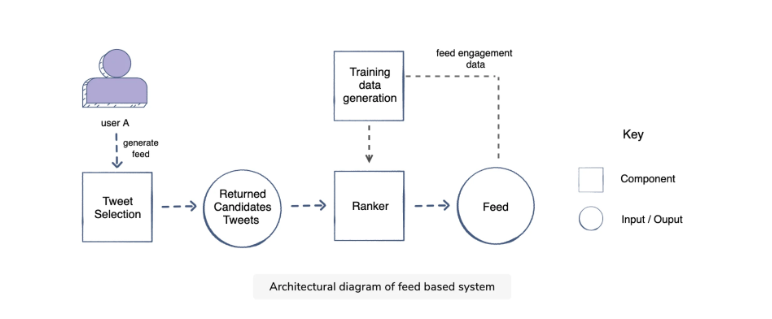 feed engagement
data
Training
data
generation
user A
generate
feed
Key
Tweet
Selection
Returned
Candidates
Tweets
Ranker
Feed
Component
Input / Ouput
Architectural diagram of feed based system